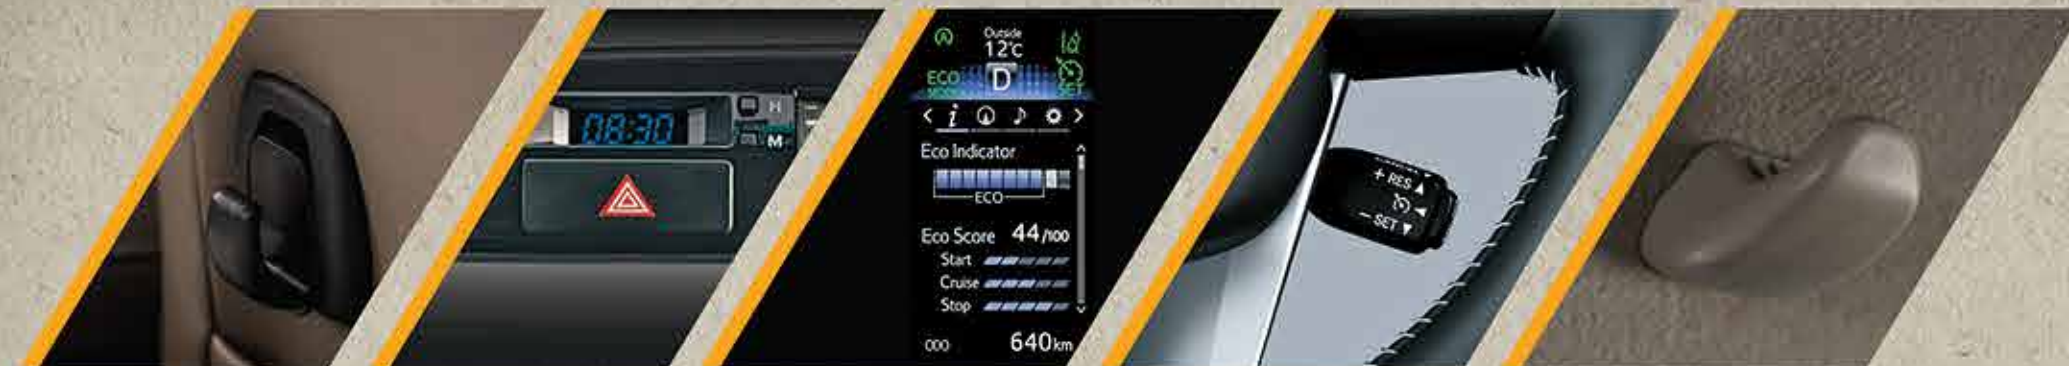 08:30
H
M
Outside
12°C
ECO
MODE
D
SET
Eco Indicator
ECO
Eco Score 44/100
Start
Cruise
Stop
000 640km
+ RES
− SET